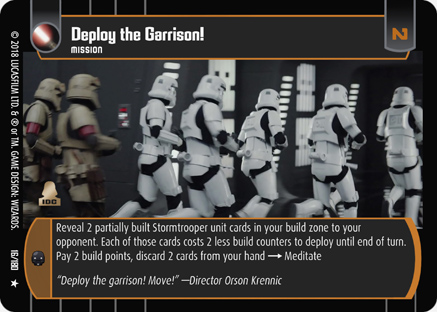 Deploy the Garrison!
MISSION
© 2018 LUCASFILM LTD. & ® or TM. GAME DESIGN, WIZARDS.
IDC
15/180
Reveal 2 partially built Stormtrooper unit cards in your build zone to your
opponent. Each of those cards costs 2 less build counters to deploy until end of turn.
Pay 2 build points, discard 2 cards from your hand → Meditate
"Deploy the garrison! Move!" —Director Orson Krennic